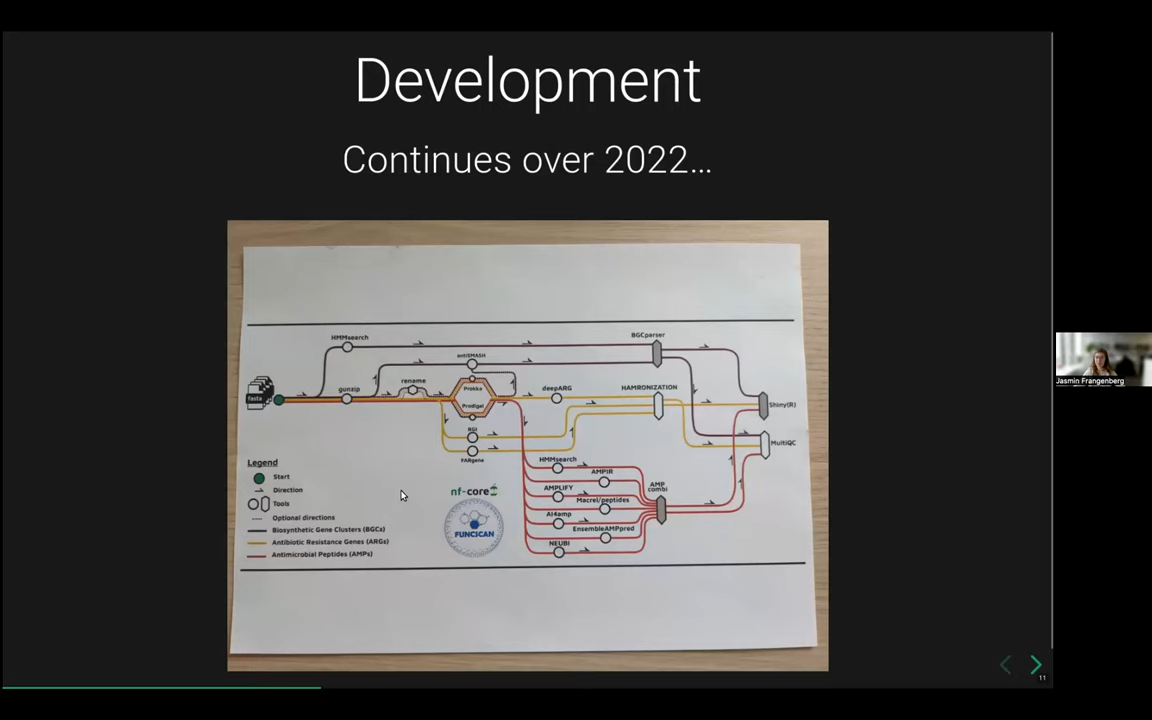 Development
Continues over 2022...
HMMsearch
BGCparser
antiSMASH
gunzip
rename
Prokka
deepARG
HAMRONIZATION
fasta
Prodigal
Shiny(R)
RGI
MultiQC
FARgene
HMMsearch
AMPIR
AMPLIFY
AMP
combi
Macrel/peptides
AI4amp
EnsembleAMPpred
NEUBI
Legend
Start
Direction
Tools
Optional directions
Biosynthetic Gene Clusters (BGCs)
Antibiotic Resistance Genes (ARGs)
Antimicrobial Peptides (AMPs)
nf-core
FUNCSCAN
Jasmin Frangenberg
11